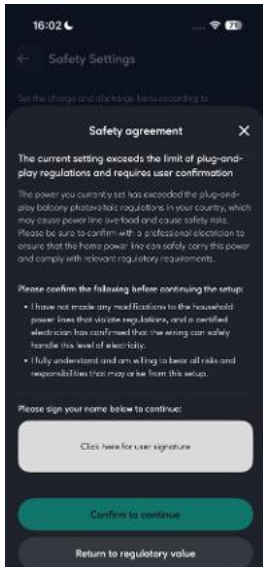 16:02
71
Safety Settings
Set the charge and discharge limits according to
Safety agreement
The current setting exceeds the limit of plug-and-
play regulations and requires user confirmation
The power you currently set has exceeded the plug-and-
play balcony photovoltaic regulations in your country, which
may cause power line overload and cause safety risks.
Please be sure to confirm with a professional electrician to
ensure that the home power line can safely carry this power
and comply with relevant regulatory requirements.
Please confirm the following before continuing the setup:
• I have not made any modifications to the household
power lines that violate regulations, and a certified
electrician has confirmed that the wiring can safely
handle this level of electricity.
• I fully understand and am willing to bear all risks and
responsibilities that may arise from this setup.
Please sign your name below to continue:
Click here for user signature
Confirm to continue
Return to regulatory value